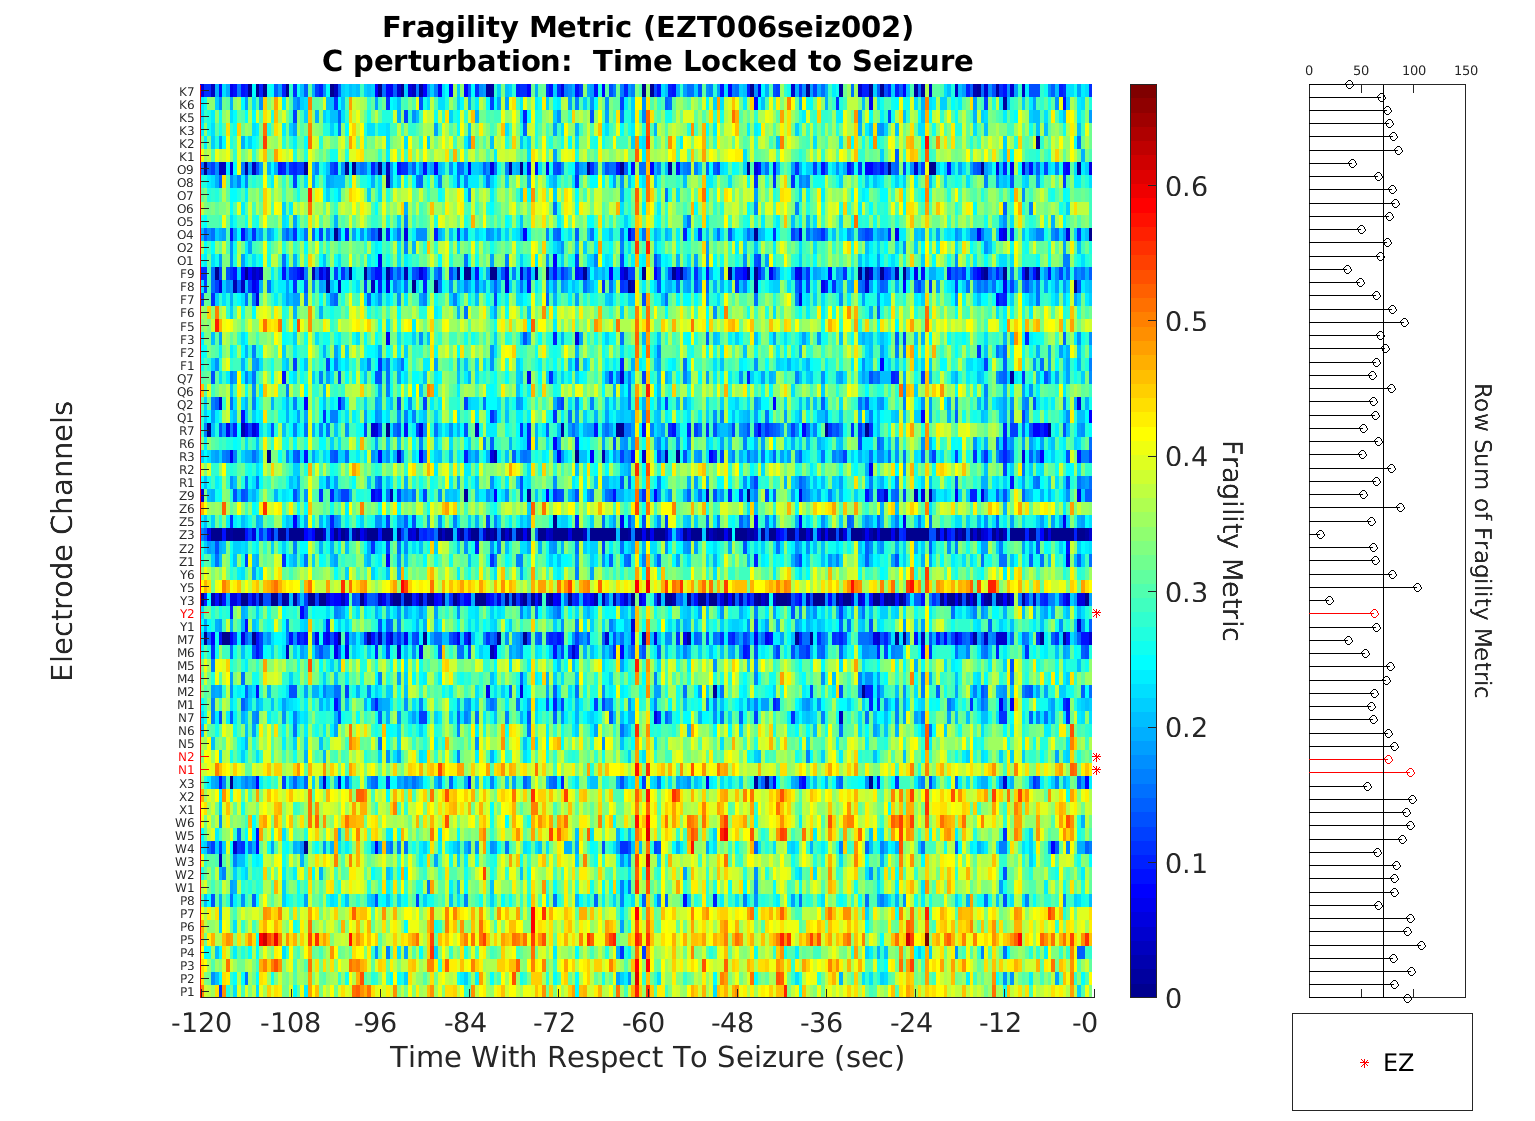 Fragility Metric (EZT006seiz002)
C perturbation:  Time Locked to Seizure
Electrode Channels
K7
K6
K5
K3
K2
K1
O9
O8
O7
O6
O5
O4
O2
O1
F9
F8
F7
F6
F5
F3
F2
F1
Q7
Q6
Q2
Q1
R7
R6
R3
R2
R1
Z9
Z6
Z5
Z3
Z2
Z1
Y6
Y5
Y3
Y2
Y1
M7
M6
M5
M4
M2
M1
N7
N6
N5
N2
N1
X3
X2
X1
W6
W5
W4
W3
W2
W1
P8
P7
P6
P5
P4
P3
P2
P1
-120 -108 -96 -84 -72 -60 -48 -36 -24 -12 -0
Time With Respect To Seizure (sec)
0.6
0.5
0.4
0.3
0.2
0.1
0
Fragility Metric
0 50 100 150
Row Sum of Fragility Metric
EZ